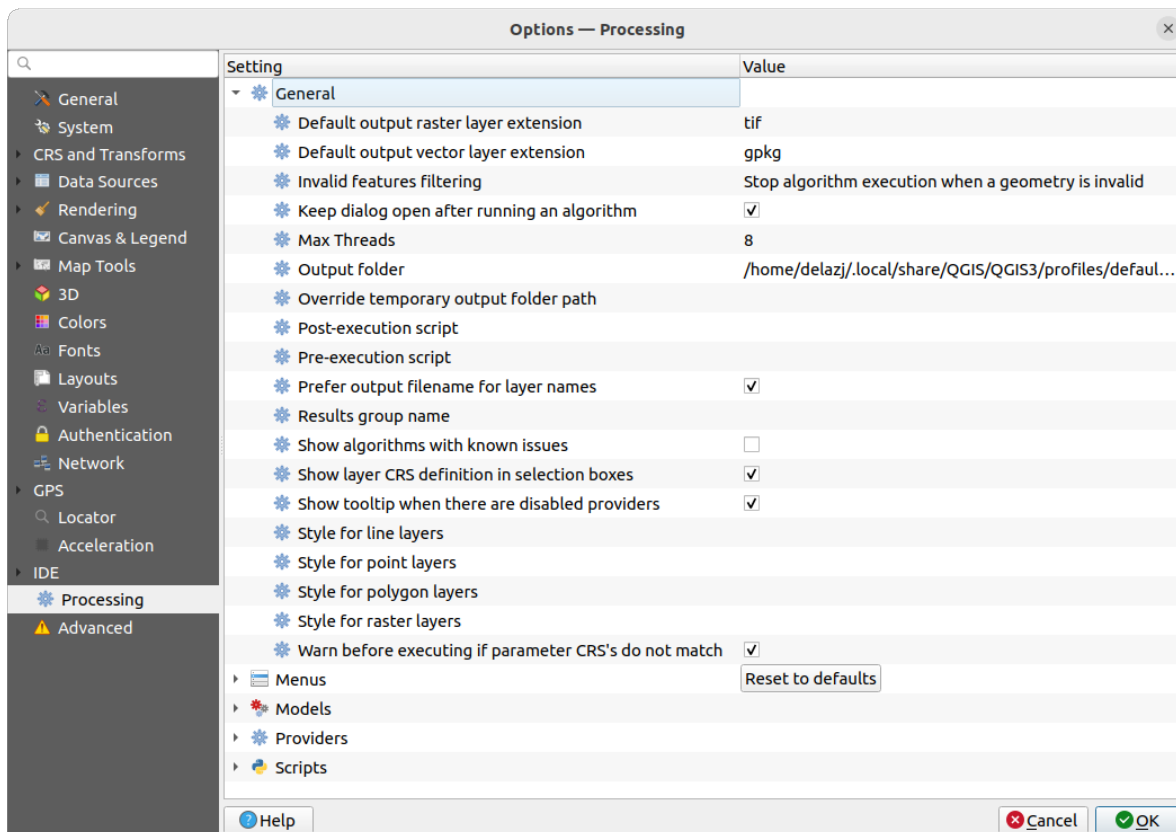 Options — Processing
General
System
CRS and Transforms
Data Sources
Rendering
Canvas & Legend
Map Tools
3D
Colors
Aa Fonts
Layouts
ε Variables
Authentication
Network
GPS
Locator
Acceleration
IDE
Processing
Advanced
Setting Value
General
Default output raster layer extension tif
Default output vector layer extension gpkg
Invalid features filtering Stop algorithm execution when a geometry is invalid
Keep dialog open after running an algorithm
Max Threads 8
Output folder /home/delazj/.local/share/QGIS/QGIS3/profiles/defaul...
Override temporary output folder path
Post-execution script
Pre-execution script
Prefer output filename for layer names
Results group name
Show algorithms with known issues
Show layer CRS definition in selection boxes
Show tooltip when there are disabled providers
Style for line layers
Style for point layers
Style for polygon layers
Style for raster layers
Warn before executing if parameter CRS's do not match
Menus Reset to defaults
Models
Providers
Scripts
Help Cancel OK